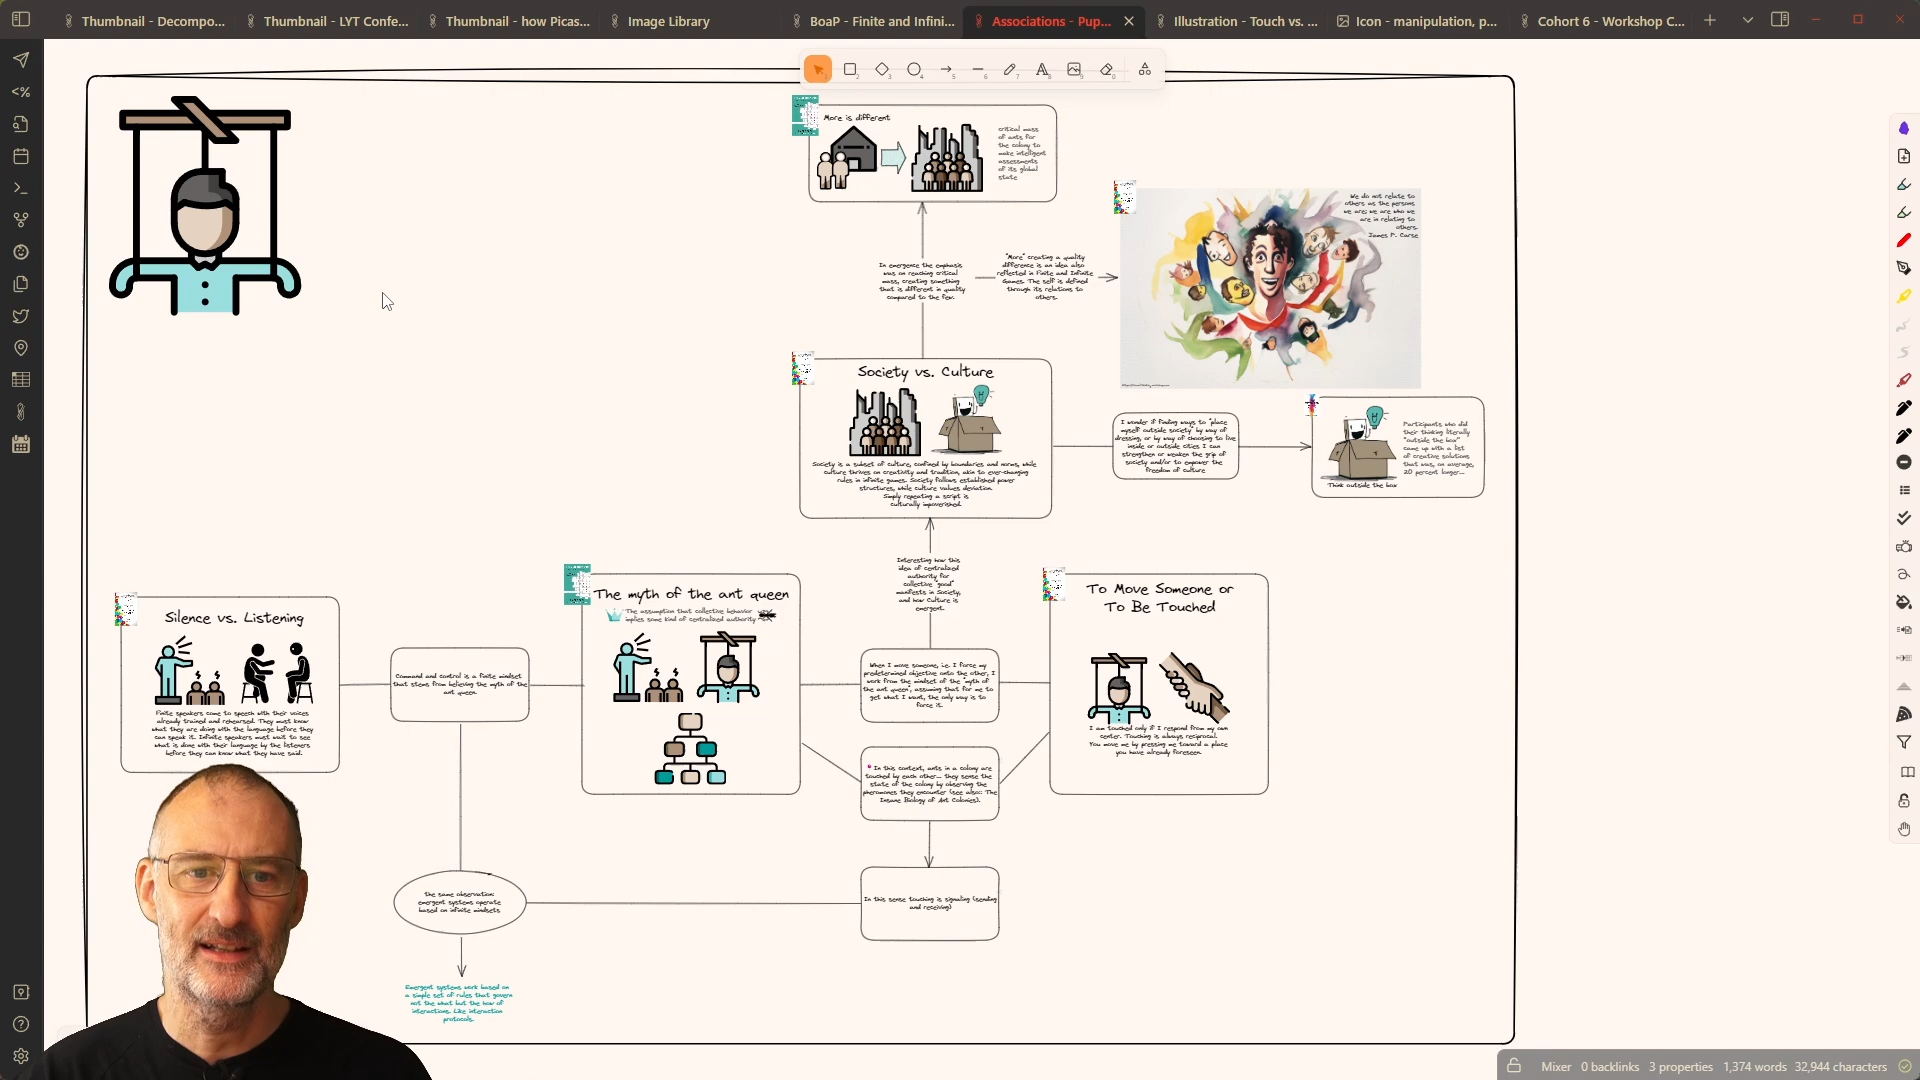 Thumbnail - Decompo...
Thumbnail - LYT Confe...
Thumbnail - how Picas...
Image Library
BoaP - Finite and Infini...
Associations - Pup...
Illustration - Touch vs. ...
Icon - manipulation, p...
Cohort 6 - Workshop C...
More is different
critical mass
of ants for
the colony to
make intelligent
assessments
of its global
state
We do not relate to
others as the persons
we are; we are who we
are in relating to
others.
James P. Carse
In emergence the emphasis
was on reaching critical
mass, creating something
that is different in quality
compared to the few.
"More" creating a quality
difference is an idea also
reflected in Finite and Infinite
Games. The self is defined
through its relations to
others.
Society vs. Culture
Society is a subset of culture, confined by boundaries and norms, while
culture thrives on creativity and tradition, akin to ever-changing
rules in infinite games. Society follows established power
structures, while culture values deviation.
Simply repeating a script is
culturally impoverished.
I wonder if finding ways to "place
myself outside society" by way of
dressing, or by way of choosing to live
inside or outside cities I can
strengthen or weaken the grip of
society and/or to empower the
freedom of culture
Participants who did
their thinking literally
"outside the box"
came up with a list
of creative solutions
that was, on average,
20 percent longer...
Think outside the box
Interesting how this
idea of centralized
authority for
collective "good"
manifests in Society,
and how Culture is
emergent.
Silence vs. Listening
Finite speakers come to speech with their voices
already trained and rehearsed. They must know
what they are doing with the language before they
can speak it. Infinite speakers must wait to see
what is done with their language by the listeners
before they can know what they have said.
Command and control is a finite mindset
that stems from believing the myth of the
ant queen.
The myth of the ant queen
The assumption that collective behavior
implies some kind of centralized authority
When I move someone, i.e. I force my
predetermined objective onto the other, I
work from the mindset of the "myth of
the ant queen", assuming that for me to
get what I want, the only way is to
force it.
To Move Someone or
To Be Touched
I am touched only if I respond from my own
center. Touching is always reciprocal.
You move me by pressing me toward a place
you have already foreseen.
In this context, ants in a colony are
touched by each other... they sense the
state of the colony by observing the
pheromones they encounter (see also:: The
Insane Biology of Ant Colonies).
The same observation:
emergent systems operate
based on infinite mindsets
In this sense touching is signaling (sending
and receiving)
Emergent systems work based on
a simple set of rules that govern
not the what but the how of
interactions. Like interaction
protocols.
Mixer 0 backlinks 3 properties 1,374 words 32,944 characters